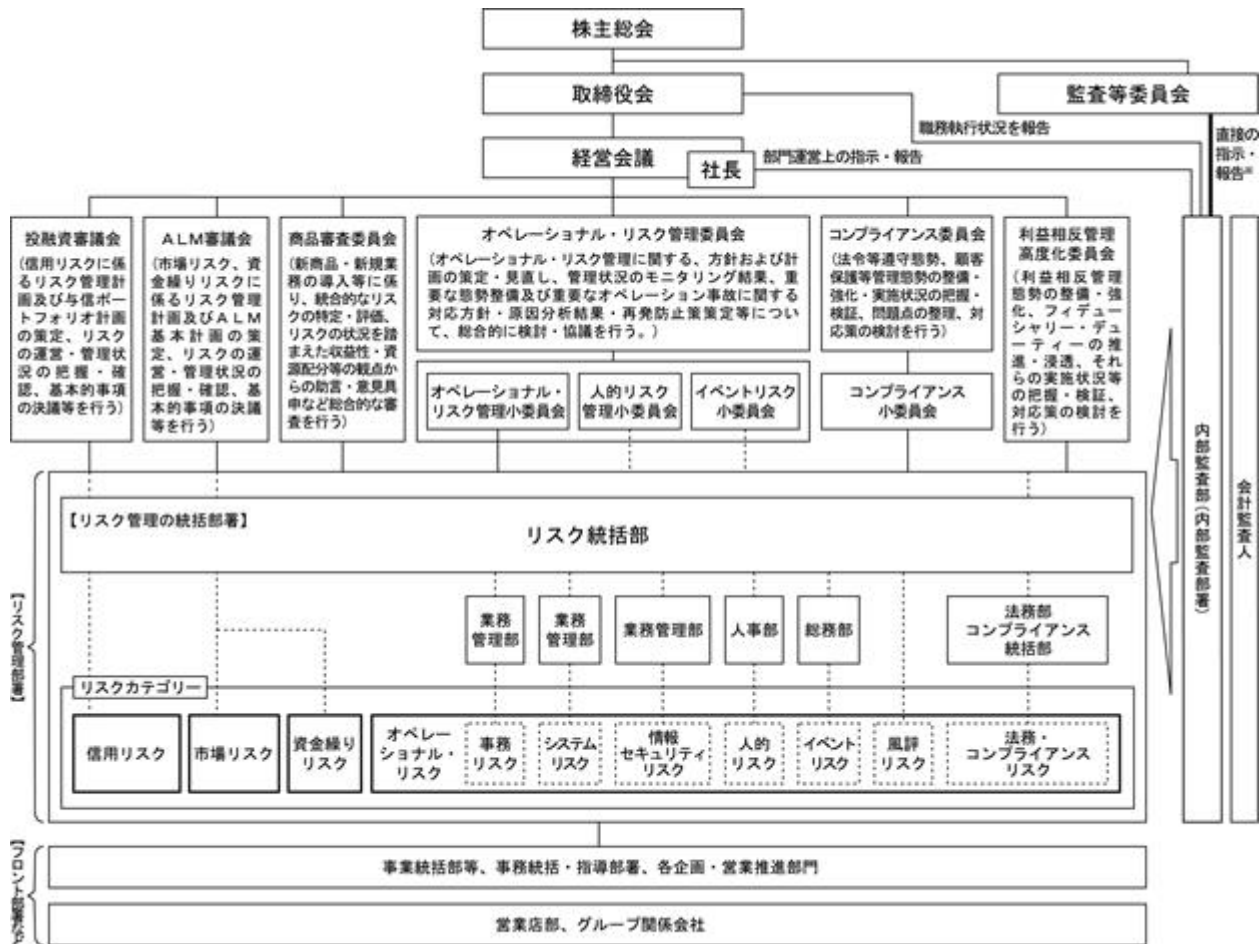 株主総会
取締役会
監査等委員会
職務執行状況を報告
直接の
指示・
報告※
経営会議
社長
部門運営上の指示・報告
投融資審議会
(信用リスクに係
るリスク管理計画
及び与信ポー
トフォリオ計画
の策定、リスク
の運営・管理状
況の把握・確
認、基本的事項
の決議等を行う)
ALM審議会
(市場リスク、資
金繰りリスクに
係るリスク管理
計画及びALM
基本計画の策
定、リスクの運
営・管理状況の
把握・確認、基
本的事項の決議
等を行う)
商品審査委員会
(新商品・新規業
務の導入等に係
り、統合的なリス
クの特定・評価、
リスクの状況を踏
まえた収益性・資
源配分等の観点か
らの助言・意見具
申など総合的な審
査を行う)
オペレーショナル・リスク管理委員会
(オペレーショナル・リスク管理に関する、方針および計
画の策定・見直し、管理状況のモニタリング結果、重
要な態勢整備及び重要なオペレーション事故に関する
対応方針・原因分析結果・再発防止策策定等につい
て、総合的に検討・協議を行う。)
オペレーショナル・
リスク管理小委員会
人的リスク
管理小委員会
イベントリスク
小委員会
コンプライアンス委員会
(法令等遵守態勢、顧客
保護等管理態勢の整備・
強化・実施状況の把握・
検証、問題点の整理、対
応策の検討を行う)
コンプライアンス
小委員会
利益相反管理
高度化委員会
(利益相反管理
態勢の整備・強
化、フィデュー
シャリー・デュ
ーティーの推
進・浸透、それ
らの実施状況等
の把握・検証、
対応策の検討を
行う)
内部監査部(内部監査部署)
会計監査人
【リスク管理部署】
【リスク管理の統括部署】
リスク統括部
業務
管理部
業務
管理部
業務管理部
人事部
総務部
法務部
コンプライアンス
統括部
リスクカテゴリー
信用リスク
市場リスク
資金繰り
リスク
オペレー
ショナル・
リスク
事務
リスク
システム
リスク
情報
セキュリティ
リスク
人的
リスク
イベント
リスク
風評
リスク
法務・
コンプライアンス
リスク
【フロント部署など】
事業統括部等、事務統括・指導部署、各企画・営業推進部門
営業店部、グループ関係会社